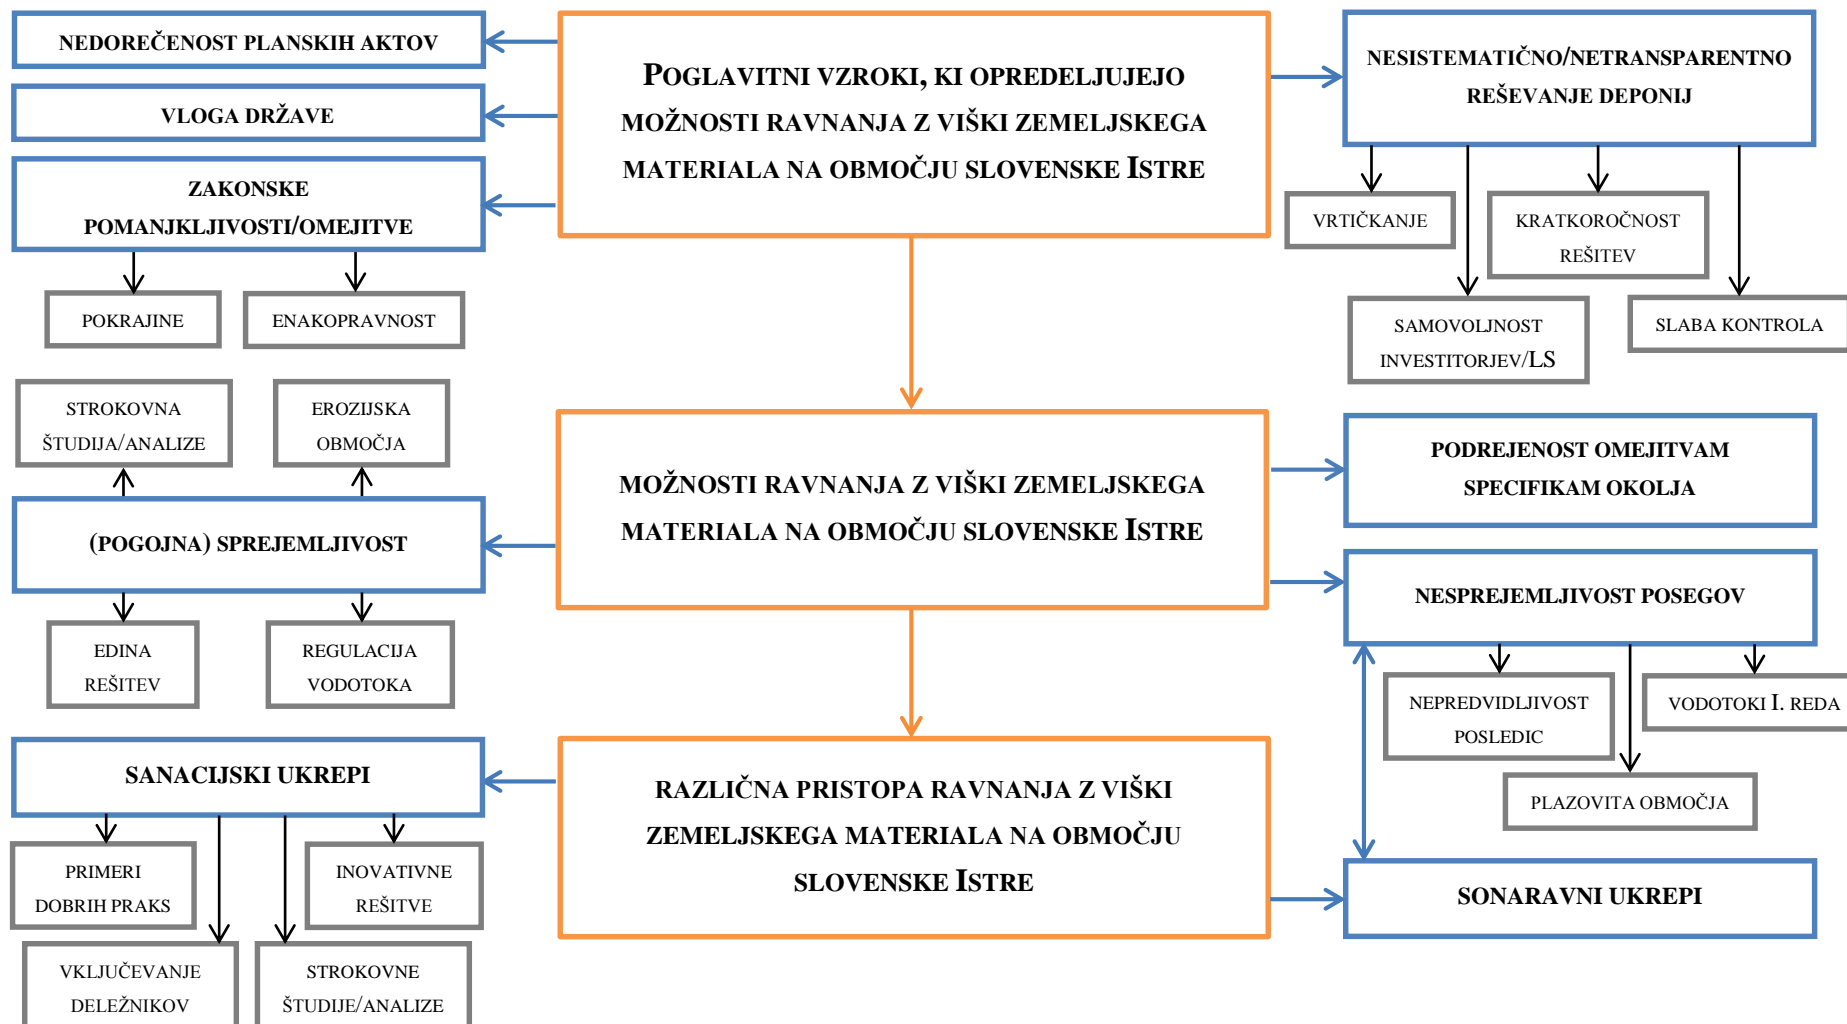 NEDOREČENOST PLANSKIH AKTOV
VLOGA DRŽAVE
ZAKONSKE
POMANJKLJIVOSTI/OMEJITVE
POKRAJINE
ENAKOPRAVNOST
POGLAVITNI VZROKI, KI OPREDELJUJEJO
MOŽNOSTI RAVNANJA Z VIŠKI ZEMELJSKEGA
MATERIALA NA OBMOČJU SLOVENSKE ISTRE
NESISTEMATIČNO/NETRANSPARENTNO
REŠEVANJE DEPONIJ
VRTIČKANJE
KRATKOROČNOST
REŠITEV
SAMOVOLJNOST
INVESTITORJEV/LS
SLABA KONTROLA
STROKOVNA
ŠTUDIJA/ANALIZE
EROZIJSKA
OBMOČJA
(POGOJNA) SPREJEMLJIVOST
EDINA
REŠITEV
REGULACIJA
VODOTOKA
MOŽNOSTI RAVNANJA Z VIŠKI ZEMELJSKEGA
MATERIALA NA OBMOČJU SLOVENSKE ISTRE
PODREJENOST OMEJITVAM
SPECIFIKAM OKOLJA
NESPREJEMLJIVOST POSEGOV
NEPREDVIDLJIVOST
POSLEDIC
VODOTOKI I. REDA
PLAZOVITA OBMOČJA
SANACIJSKI UKREPI
PRIMERI
DOBRIH PRAKS
INOVATIVNE
REŠITVE
VKLJUČEVANJE
DELEŽNIKOV
STROKOVNE
ŠTUDIJE/ANALIZE
RAZLIČNA PRISTOPA RAVNANJA Z VIŠKI
ZEMELJSKEGA MATERIALA NA OBMOČJU
SLOVENSKE ISTRE
SONARAVNI UKREPI